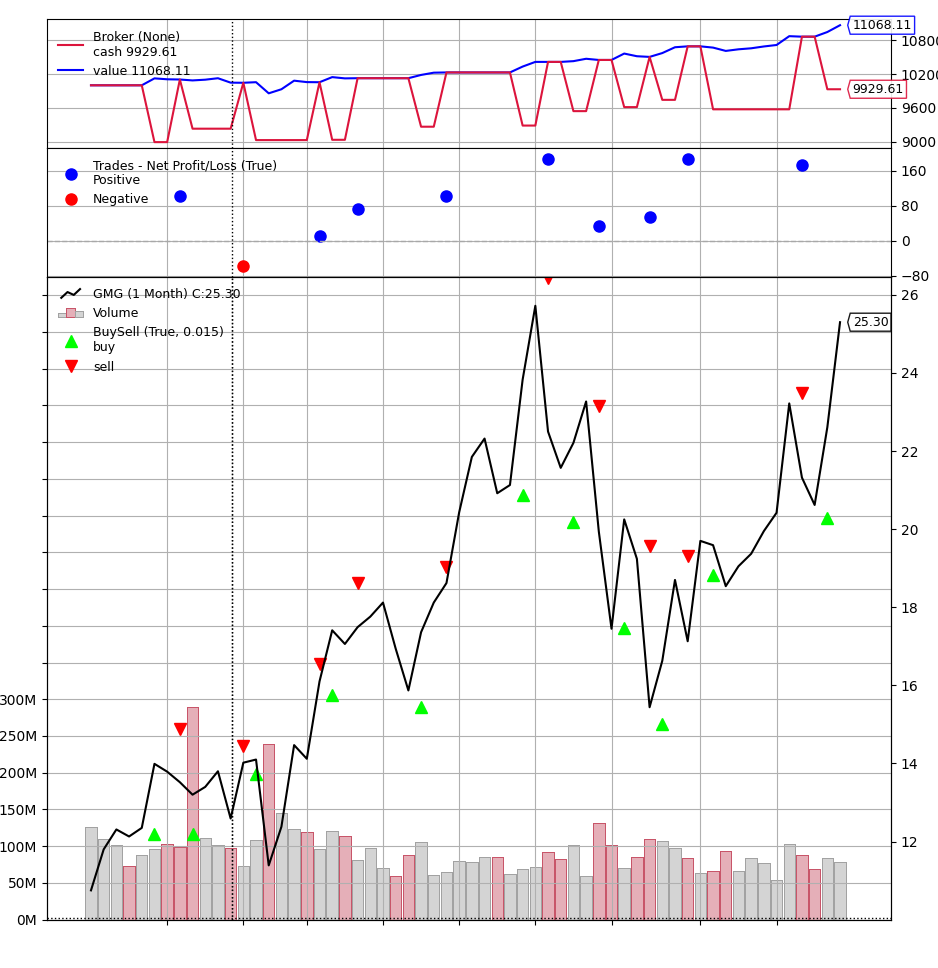 Broker (None)
cash 9929.61
value 11068.11
11068.11
10800
10200
9929.61
9600
9000
Trades - Net Profit/Loss (True)
Positive
Negative
160
80
0
−80
GMG (1 Month) C:25.30
Volume
BuySell (True, 0.015)
buy
sell
26
25.30
24
22
20
18
16
14
12
300M
250M
200M
150M
100M
50M
0M